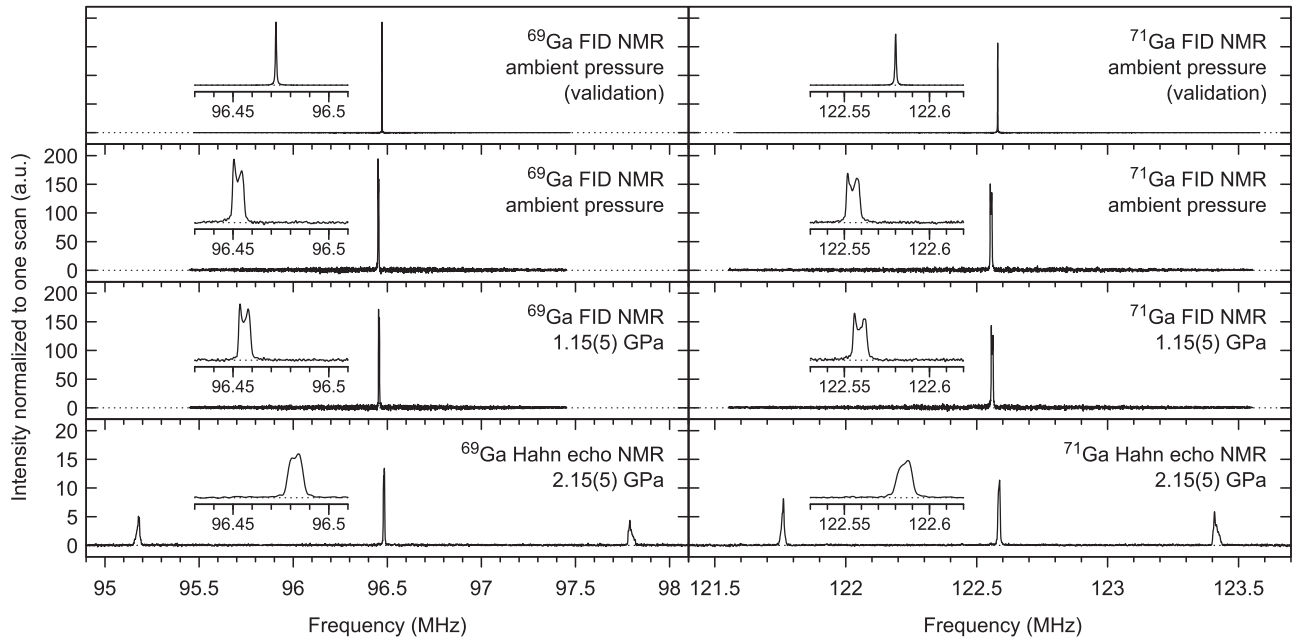 Intensity normalized to one scan (a.u.)
69Ga FID NMR
ambient pressure
(validation)
96.45 96.5
71Ga FID NMR
ambient pressure
(validation)
122.55 122.6
200
150
100
50
0
69Ga FID NMR
ambient pressure
96.45 96.5
71Ga FID NMR
ambient pressure
122.55 122.6
200
150
100
50
0
69Ga FID NMR
1.15(5) GPa
96.45 96.5
71Ga FID NMR
1.15(5) GPa
122.55 122.6
20
15
10
5
0
69Ga Hahn echo NMR
2.15(5) GPa
96.45 96.5
71Ga Hahn echo NMR
2.15(5) GPa
122.55 122.6
95 95.5 96 96.5 97 97.5 98
121.5 122 122.5 123 123.5
Frequency (MHz)
Frequency (MHz)